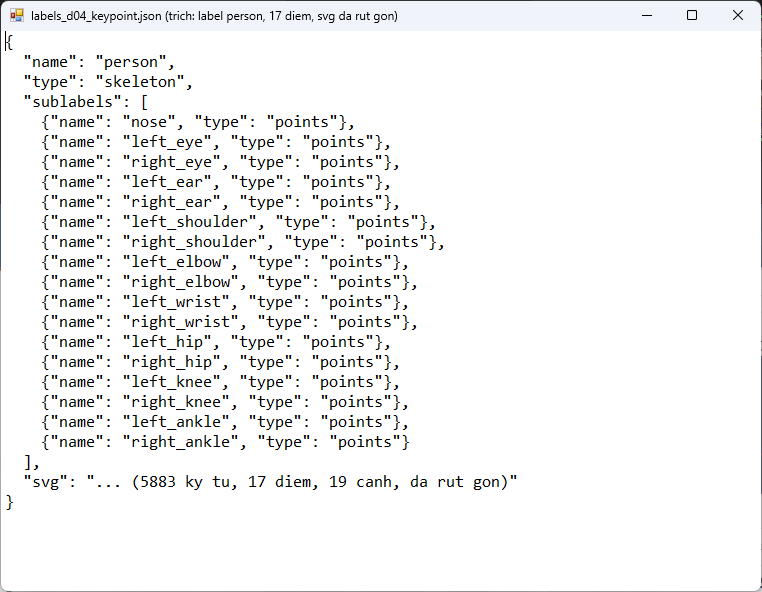 labels_d04_keypoint.json (trich: label person, 17 diem, svg da rut gon)
{
  "name": "person",
  "type": "skeleton",
  "sublabels": [
    {"name": "nose", "type": "points"},
    {"name": "left_eye", "type": "points"},
    {"name": "right_eye", "type": "points"},
    {"name": "left_ear", "type": "points"},
    {"name": "right_ear", "type": "points"},
    {"name": "left_shoulder", "type": "points"},
    {"name": "right_shoulder", "type": "points"},
    {"name": "left_elbow", "type": "points"},
    {"name": "right_elbow", "type": "points"},
    {"name": "left_wrist", "type": "points"},
    {"name": "right_wrist", "type": "points"},
    {"name": "left_hip", "type": "points"},
    {"name": "right_hip", "type": "points"},
    {"name": "left_knee", "type": "points"},
    {"name": "right_knee", "type": "points"},
    {"name": "left_ankle", "type": "points"},
    {"name": "right_ankle", "type": "points"}
  ],
  "svg": "... (5883 ky tu, 17 diem, 19 canh, da rut gon)"
}